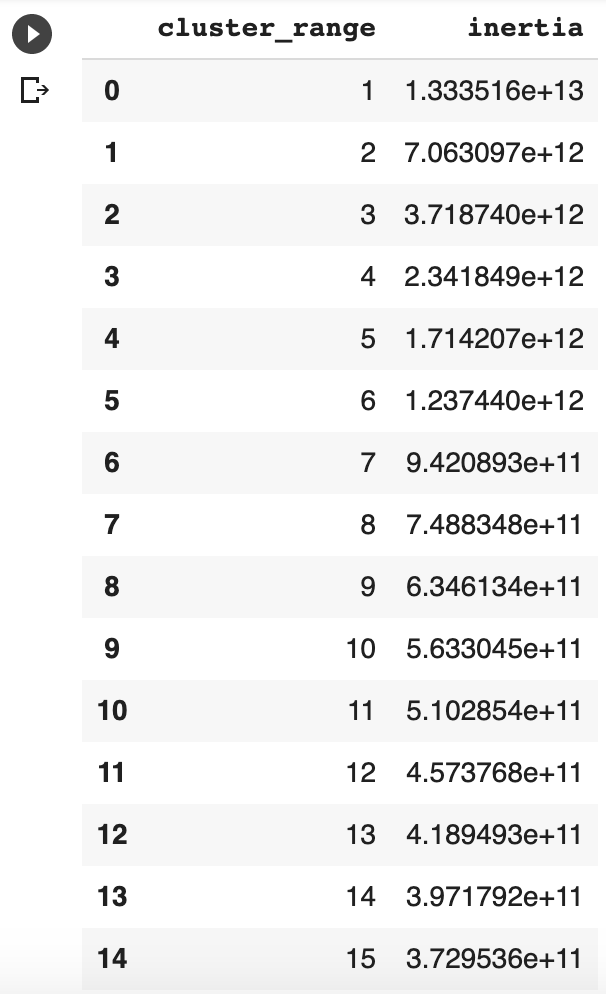 cluster_range inertia
0 1 1.333516e+13
1 2 7.063097e+12
2 3 3.718740e+12
3 4 2.341849e+12
4 5 1.714207e+12
5 6 1.237440e+12
6 7 9.420893e+11
7 8 7.488348e+11
8 9 6.346134e+11
9 10 5.633045e+11
10 11 5.102854e+11
11 12 4.573768e+11
12 13 4.189493e+11
13 14 3.971792e+11
14 15 3.729536e+11